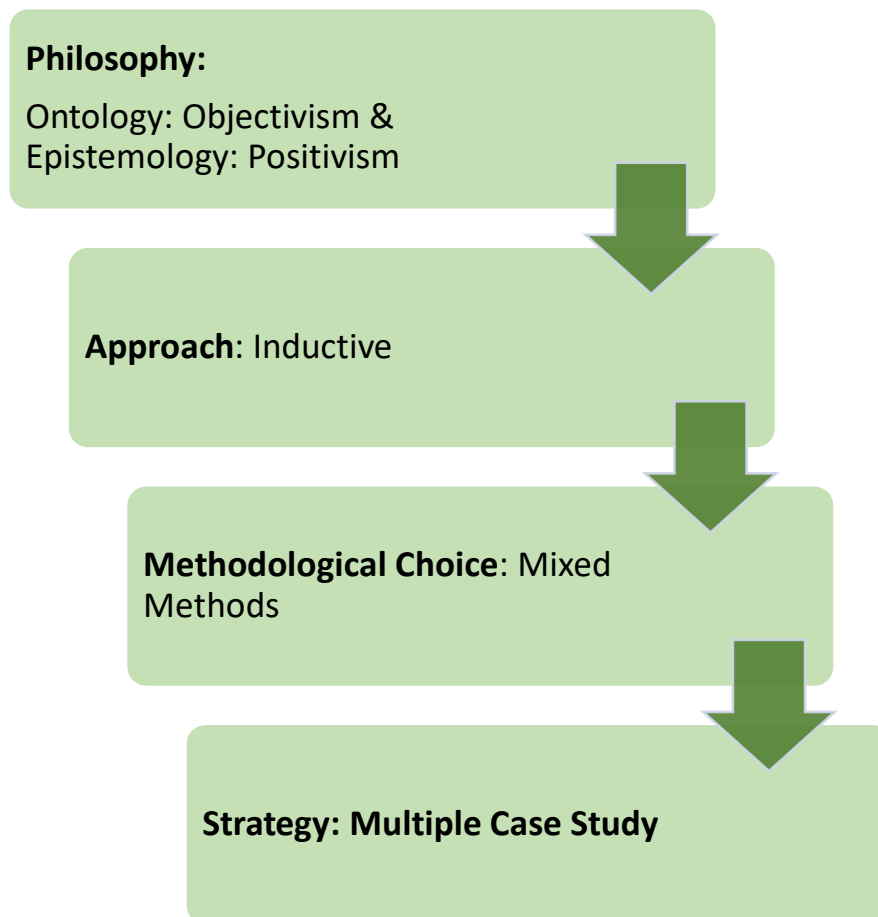 Philosophy:
Ontology: Objectivism &
Epistemology: Positivism
Approach: Inductive
Methodological Choice: Mixed
Methods
Strategy: Multiple Case Study